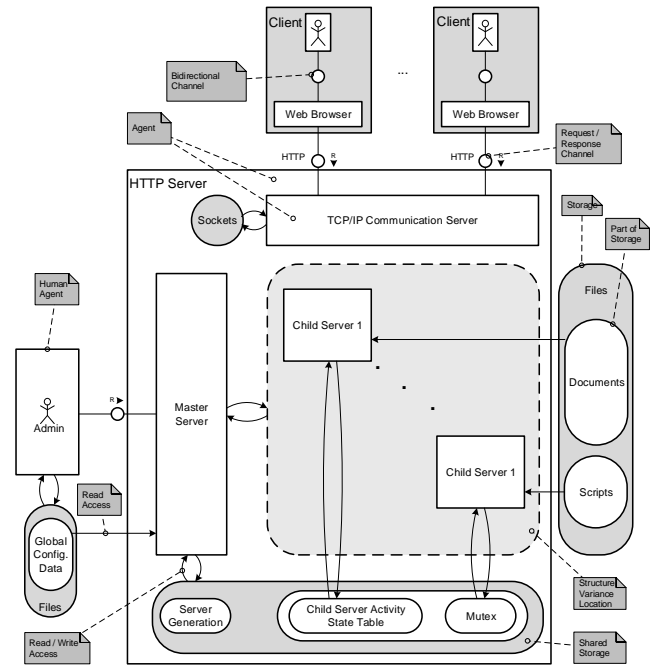 Client
Client
Bidirectional
Channel
...
Web Browser
Web Browser
Agent
Request /
Response
Channel
HTTP
R
HTTP
R
HTTP Server
Sockets
TCP/IP Communication Server
Storage
Part of
Storage
Human
Agent
Files
Child Server 1
Documents
R
Admin
Master
Server
Child Server 1
Scripts
Read
Access
Global
Config.
Data
Files
Structure
Variance
Location
Server
Generation
Child Server Activity
State Table
Mutex
Read / Write
Access
Shared
Storage